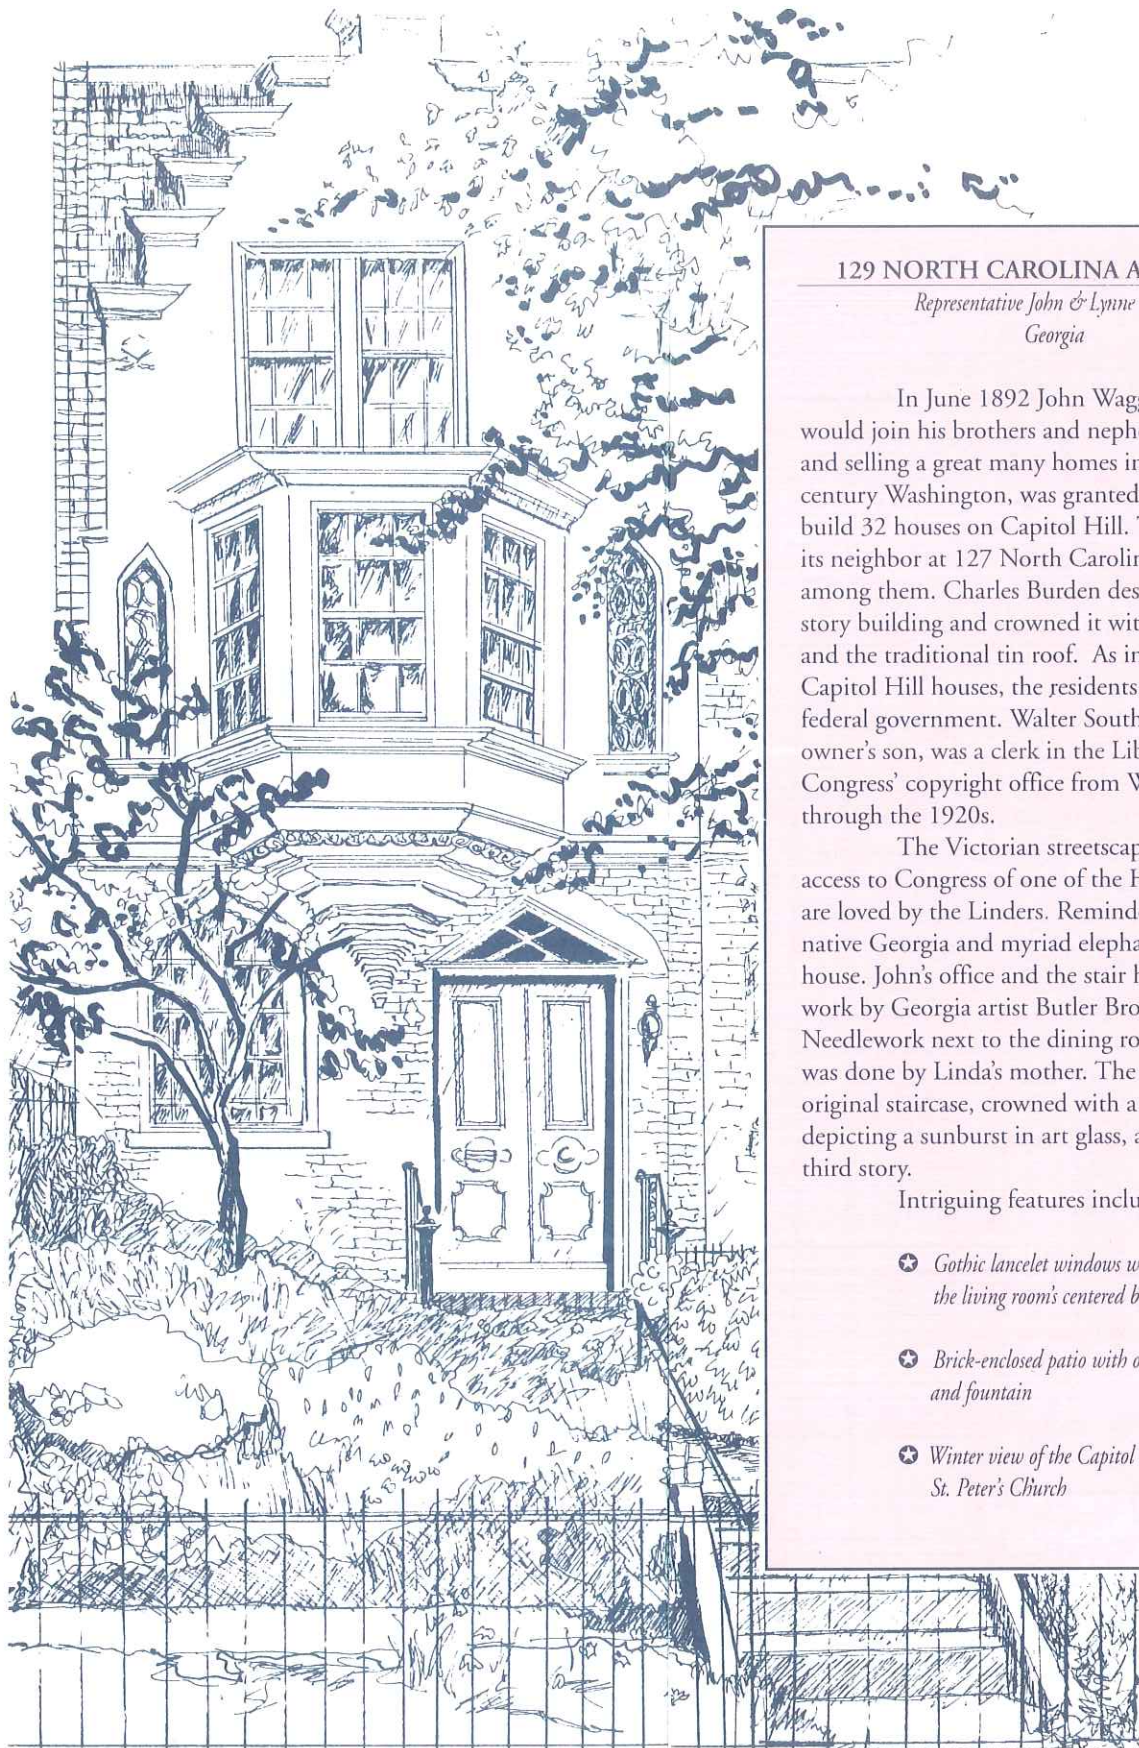 129 NORTH CAROLINA A
Representative John & Lynne
Georgia
In June 1892 John Wagg
would join his brothers and neph
and selling a great many homes in
century Washington, was granted
build 32 houses on Capitol Hill.
its neighbor at 127 North Carolin
among them. Charles Burden des
story building and crowned it wit
and the traditional tin roof. As in
Capitol Hill houses, the residents
federal government. Walter South
owner's son, was a clerk in the Lib
Congress' copyright office from W
through the 1920s.
The Victorian streetscap
access to Congress of one of the H
are loved by the Linders. Remind
native Georgia and myriad elepha
house. John's office and the stair h
work by Georgia artist Butler Bro
Needlework next to the dining ro
was done by Linda's mother. The
original staircase, crowned with a
depicting a sunburst in art glass, a
third story.
Intriguing features inclu
✪ Gothic lancelet windows w
the living room's centered b
✪ Brick-enclosed patio with o
and fountain
✪ Winter view of the Capitol
St. Peter's Church